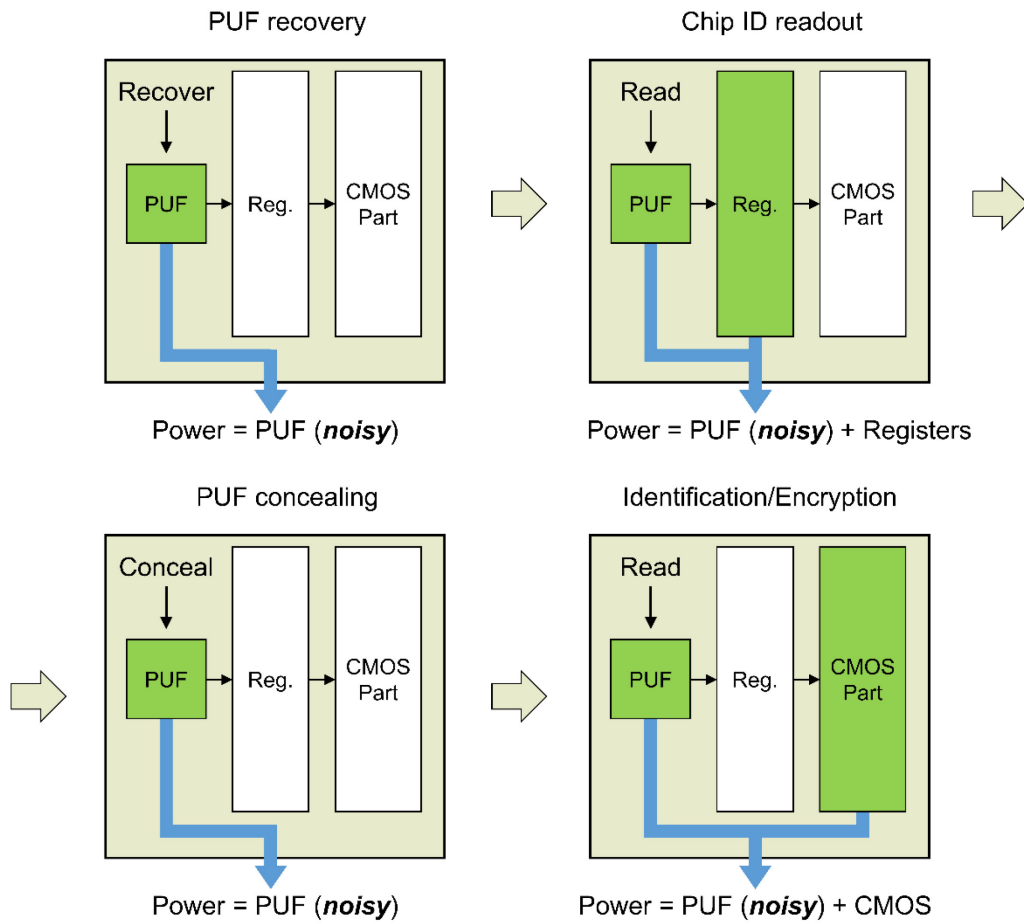 PUF recovery
Recover
PUF
Reg.
CMOS
Part
Power = PUF (noisy)
Chip ID readout
Read
PUF
Reg.
CMOS
Part
Power = PUF (noisy) + Registers
PUF concealing
Conceal
PUF
Reg.
CMOS
Part
Power = PUF (noisy)
Identification/Encryption
Read
PUF
Reg.
CMOS
Part
Power = PUF (noisy) + CMOS